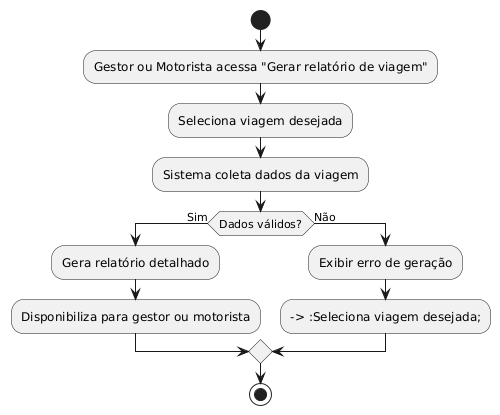 Gestor ou Motorista acessa "Gerar relatório de viagem"
Seleciona viagem desejada
Sistema coleta dados da viagem
Dados válidos?
Sim
Não
Gera relatório detalhado
Exibir erro de geração
Disponibiliza para gestor ou motorista
-> :Seleciona viagem desejada;